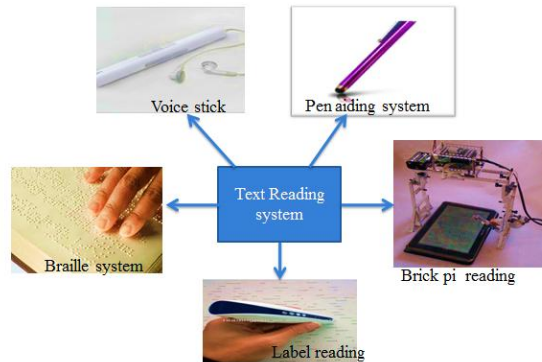 Voice stick
Pen aiding system
Text Reading
system
Braille system
Brick pi reading
Label reading